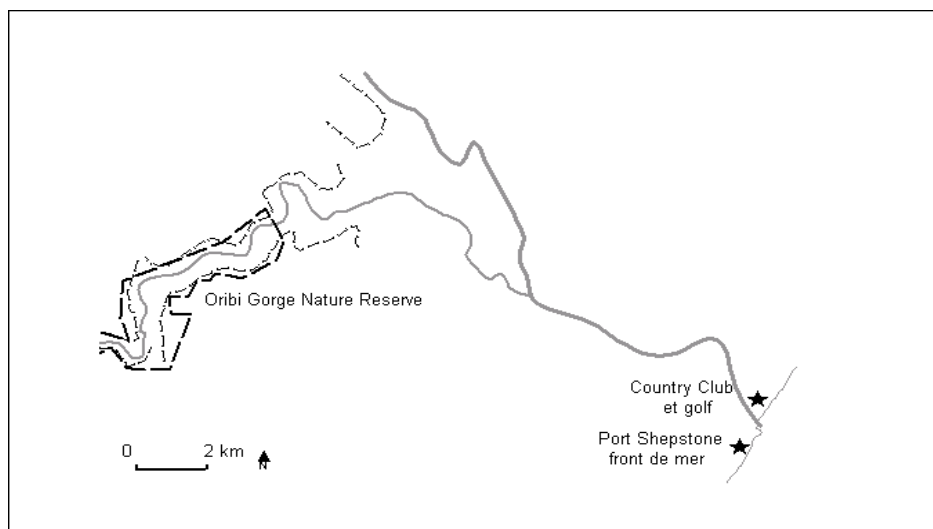 Oribi Gorge Nature Reserve
Country Club
et golf
Port Shepstone
front de mer
0 2 km
N